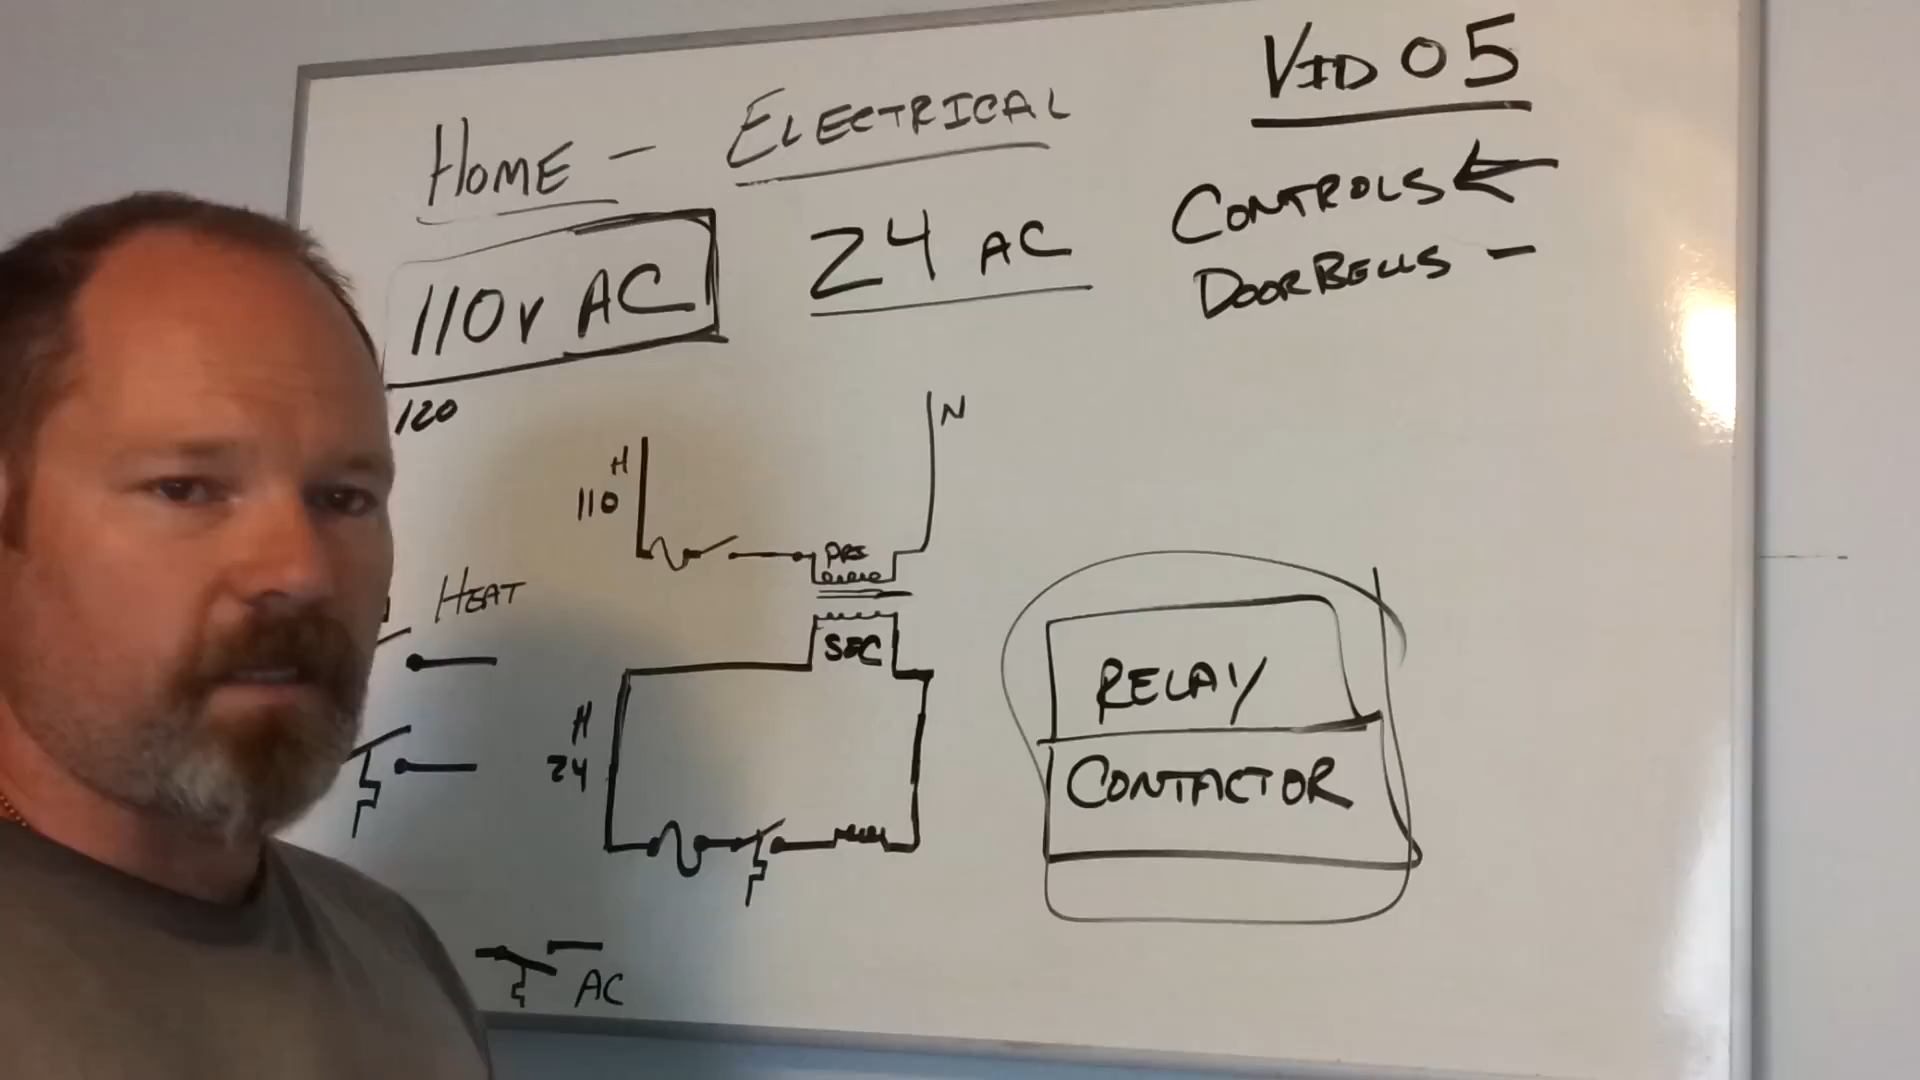 VID 05
HOME - ELECTRICAL
110V AC
24 AC
CONTROLS
DOORBELLS -
120
N
H
110
PRI
HEAT
SEC
RELAY
H
24
CONTACTOR
AC